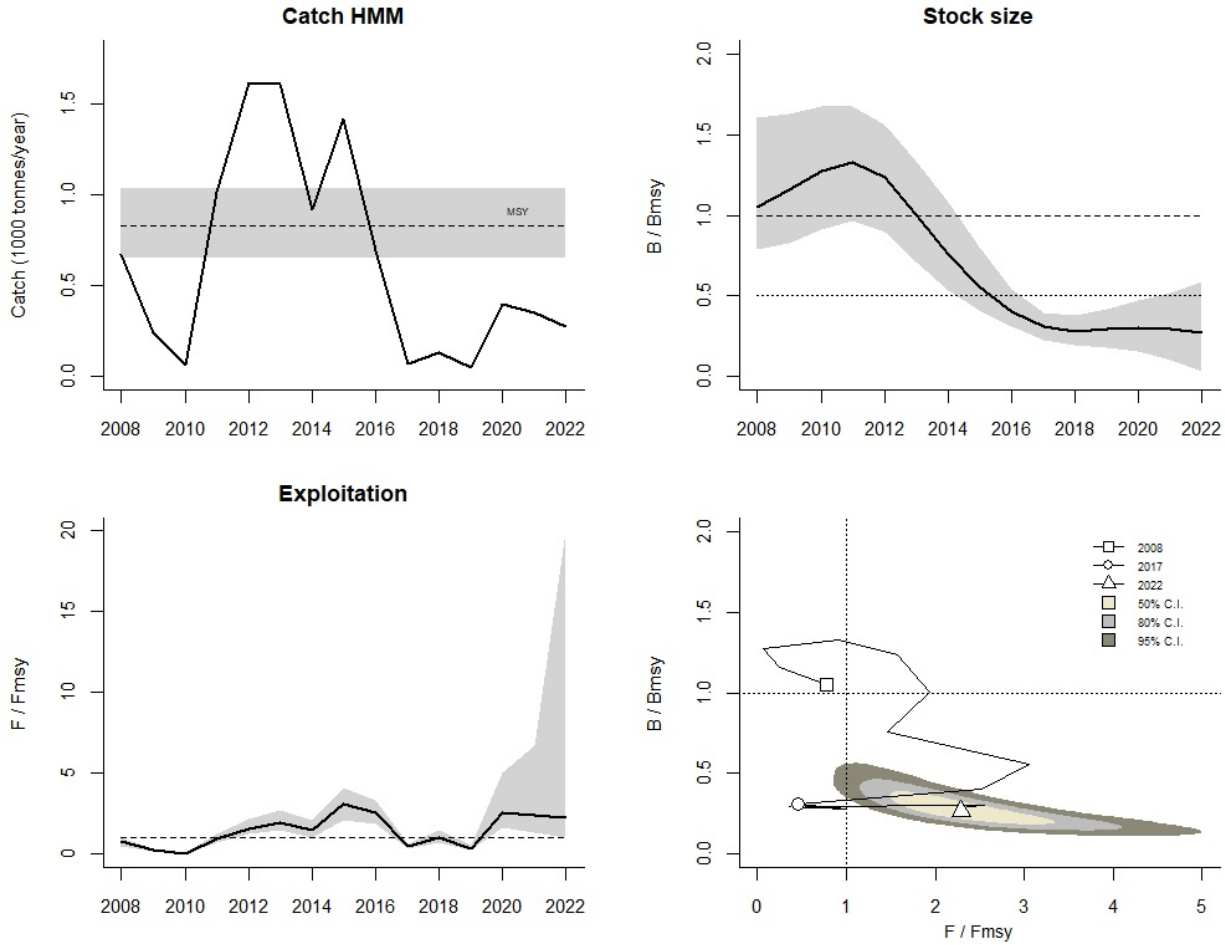 Catch HMM
Catch (1000 tonnes/year)
1.5
1.0
0.5
0.0
MSY
2008 2010 2012 2014 2016 2018 2020 2022
Stock size
B / Bmsy
2.0
1.5
1.0
0.5
0.0
2008 2010 2012 2014 2016 2018 2020 2022
Exploitation
F / Fmsy
20
15
10
5
0
2008 2010 2012 2014 2016 2018 2020 2022
B / Bmsy
2.0
1.5
1.0
0.5
0.0
2008
2017
2022
50% C.I.
80% C.I.
95% C.I.
0 1 2 3 4 5
F / Fmsy